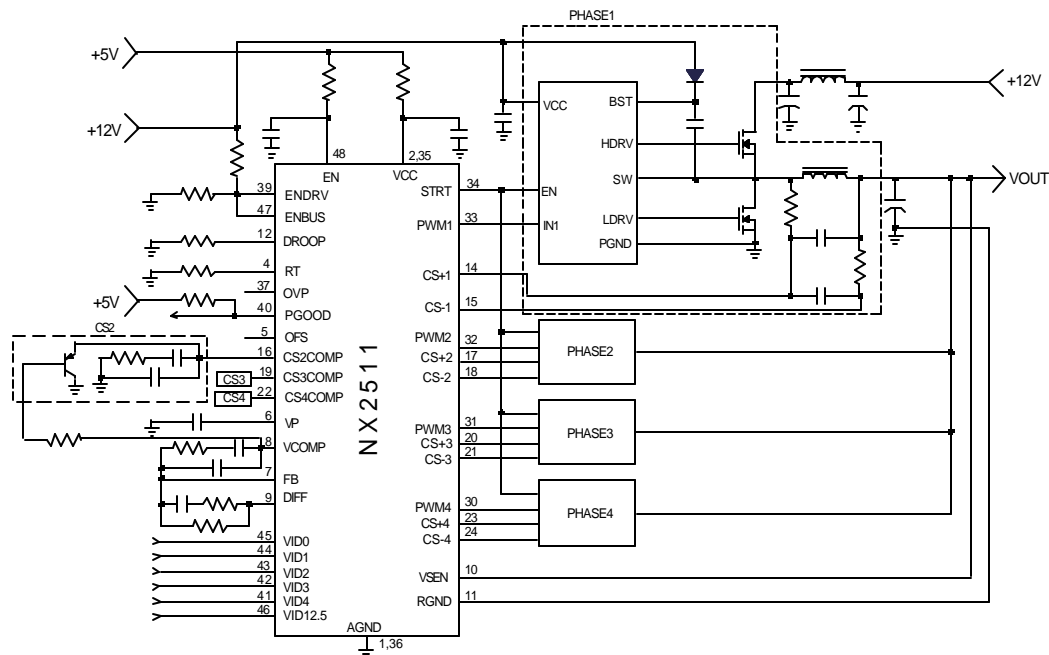 PHASE1
+5V
+12V
+12V
VCC
BST
HDRV
SW
LDRV
PGND
EN
IN1
VOUT
48
EN
2,35
VCC
39
ENDRV
47
ENBUS
12
DROOP
4
RT
37
OVP
+5V
40
PGOOD
5
OFS
CS2
16
CS2COMP
CS3
19
CS3COMP
CS4
22
CS4COMP
6
VP
8
VCOMP
7
FB
9
DIFF
45
VID0
44
VID1
43
VID2
42
VID3
41
VID4
46
VID12.5
NX2511
AGND
1,36
STRT
34
PWM1
33
CS+1
14
CS-1
15
PWM2
32
CS+2
17
CS-2
18
PHASE2
PWM3
31
CS+3
20
CS-3
21
PHASE3
PWM4
30
CS+4
23
CS-4
24
PHASE4
VSEN
10
RGND
11